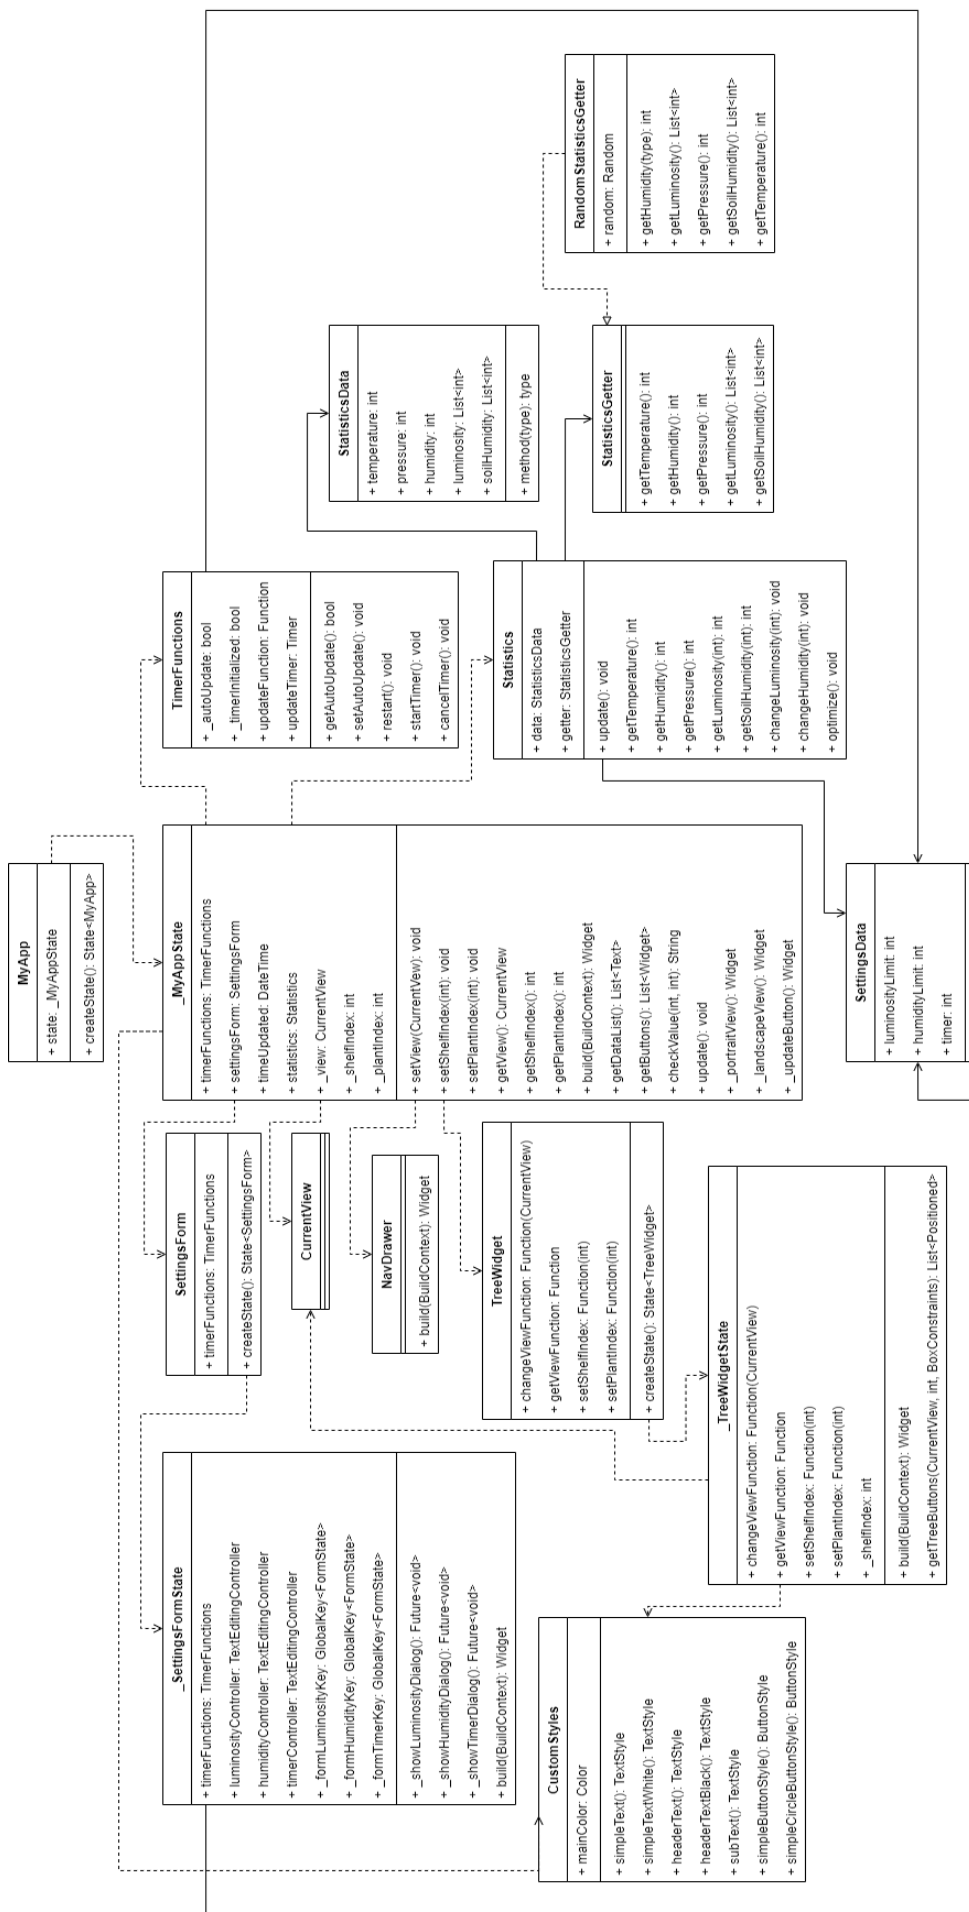 MyApp
+ state: _MyAppState
+ createState(): State<MyApp>
_SettingsFormState
+ timerFunctions: TimerFunctions
+ luminosityController: TextEditingController
+ humidityController: TextEditingController
+ timerController: TextEditingController
+ _formLuminosityKey: GlobalKey<FormState>
+ _formHumidityKey: GlobalKey<FormState>
+ _formTimerKey: GlobalKey<FormState>
+ _showLuminosityDialog(): Future<void>
+ _showHumidityDialog(): Future<void>
+ _showTimerDialog(): Future<void>
+ build(BuildContext): Widget
SettingsForm
+ timerFunctions: TimerFunctions
+ createState(): State<SettingsForm>
CurrentView
NavDrawer
+ build(BuildContext): Widget
_MyAppState
+ timerFunctions: TimerFunctions
+ settingsForm: SettingsForm
+ timeUpdated: DateTime
+ statistics: Statistics
+ _view: CurrentView
+ _shelfIndex: int
+ _plantIndex: int
+ setView(CurrentVew): void
+ setShelfIndex(int): void
+ setPlantIndex(int): void
+ getView(): CurrentView
+ getShelfIndex(): int
+ getPlantIndex(): int
+ build(BuildContext): Widget
+ getDataList(): List<Text>
+ getButtons(): List<Widget>
+ checkValue(int, int): String
+ update(): void
+ _portraitView(): Widget
+ _landscapeView(): Widget
+ _updateButton(): Widget
TimerFunctions
+ _autoUpdate: bool
+ _timerInitialized: bool
+ updateFunction: Function
+ updateTimer: Timer
+ getAutoUpdate(): bool
+ setAutoUpdate(): void
+ restart(): void
+ startTimer(): void
+ cancelTimer(): void
StatisticsData
+ temperature: int
+ pressure: int
+ humidity: int
+ luminosity: List<int>
+ soilHumidity: List<int>
+ method(type): type
TreeWidget
+ changeViewFunction: Function(CurrentView)
+ getViewFunction: Function
+ setShelfIndex: Function(int)
+ setPlantIndex: Function(int)
+ createState(): State<TreeWidget>
Statistics
+ data: StatisticsData
+ getter: StatisticsGetter
+ update(): void
+ getTemperature(): int
+ getHumidity(): int
+ getPressure(): int
+ getLuminosity(int): int
+ getSoilHumidity(int): int
+ changeLuminosity(int): void
+ changeHumidity(int): void
+ optimize(): void
CustomStyles
+ mainColor: Color
+ simpleText(): TextStyle
+ simpleTextWhite(): TextStyle
+ headerText(): TextStyle
+ headerTextBlack(): TextStyle
+ subText(): TextStyle
+ simpleButtonStyle(): ButtonStyle
+ simpleCircleButtonStyle(): ButtonStyle
RandomStatisticsGetter
+ random: Random
+ getHumidity(type): int
+ getLuminosity(): List<int>
+ getPressure(): int
+ getSoilHumidity(): List<int>
+ getTemperature(): int
StatisticsGetter
+ getTemperature(): int
+ getHumidity(): int
+ getPressure(): int
+ getLuminosity(): List<int>
+ getSoilHumidity(): List<int>
_TreeWidgetState
+ changeViewFunction: Function(CurrentView)
+ getViewFunction: Function
+ setShelfIndex: Function(int)
+ setPlantIndex: Function(int)
+ _shelfIndex: int
+ build(BuildContext): Widget
+ getTreeButtons(CurrentView, int, BoxConstraints): List<Positioned>
SettingsData
+ luminosityLimit: int
+ humidityLimit: int
+ timer: int